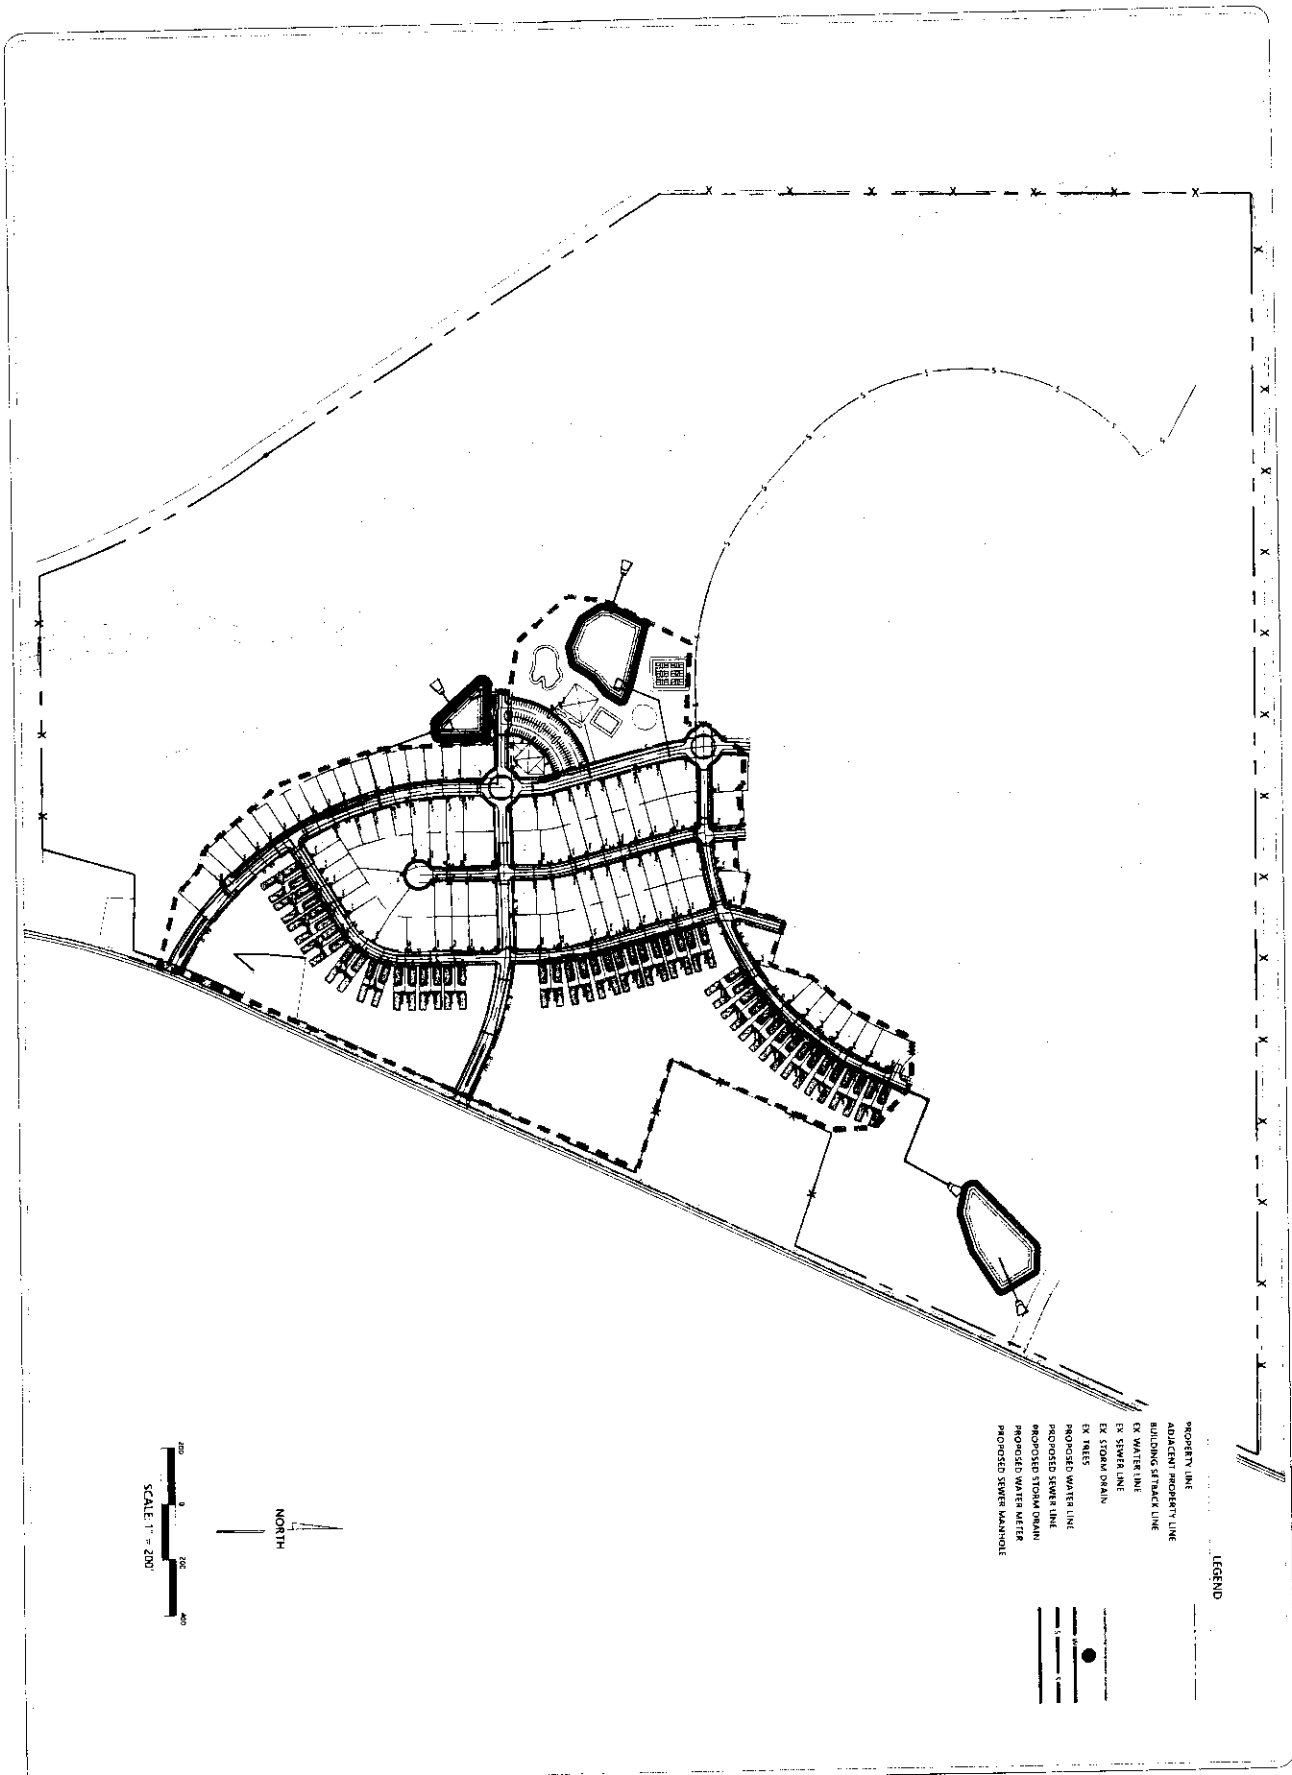 LEGEND
PROPERTY LINE
ADJACENT PROPERTY LINE
BUILDING SETBACK LINE
EX WATER LINE
EX SEWER LINE
EX STORM DRAIN
EX TREES
PROPOSED WATER LINE
PROPOSED SEWER LINE
PROPOSED STORM DRAIN
PROPOSED WATER METER
PROPOSED SEWER MANHOLE
NORTH
200 0 200 400
SCALE: 1" = 200'